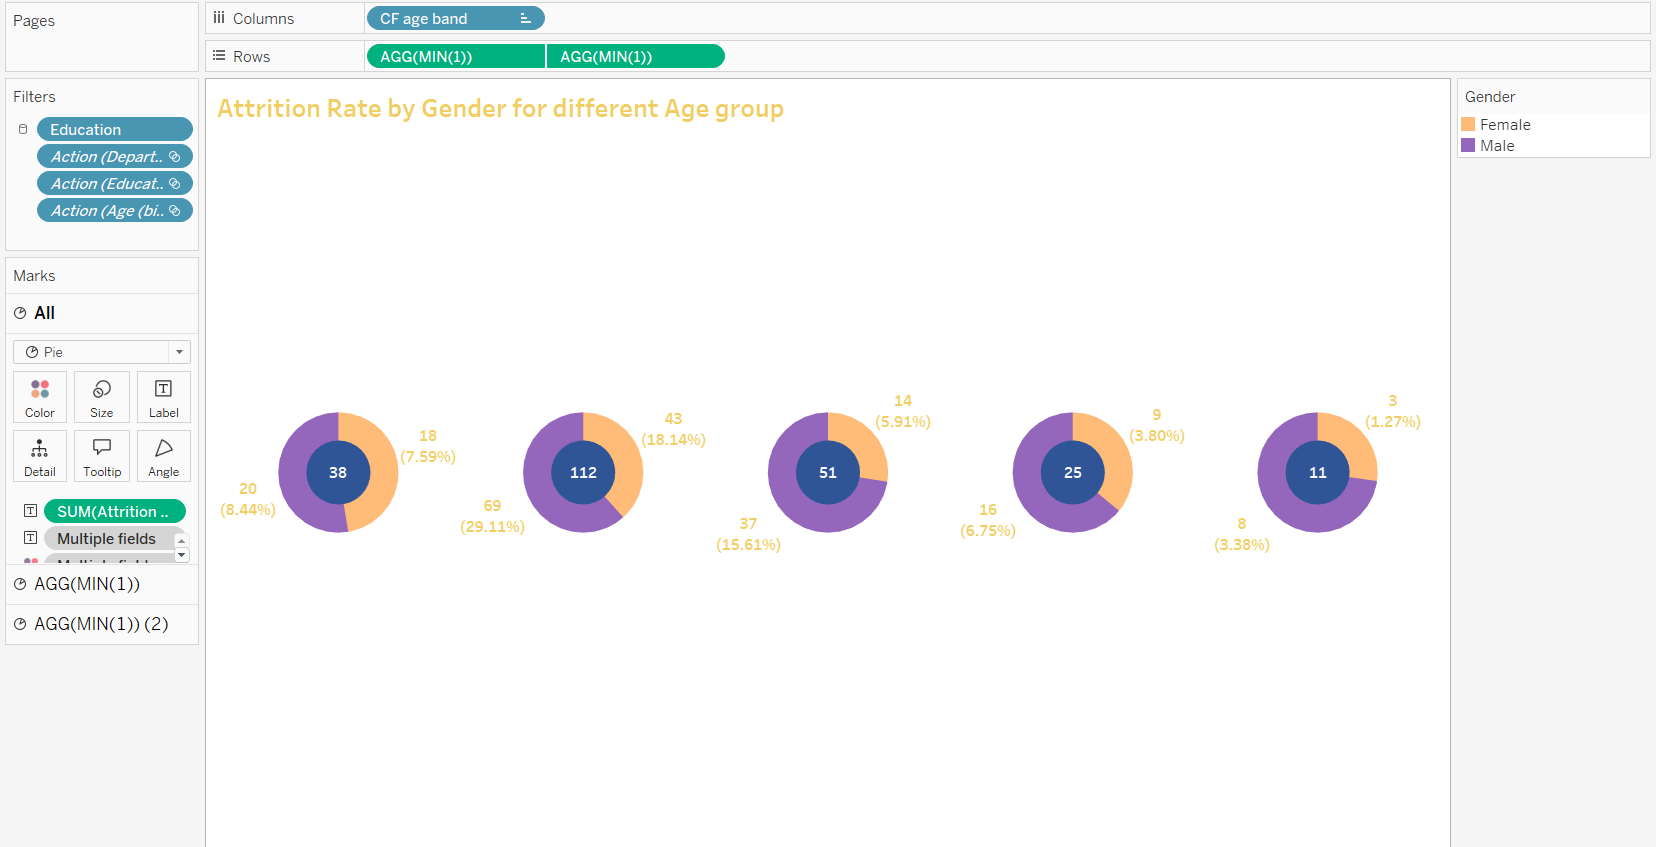 Pages
Columns
CF age band
Rows
AGG(MIN(1))
AGG(MIN(1))
Filters
Education
Action (Depart..
Action (Educat..
Action (Age (bi..
Marks
All
Pie
Color
Size
Label
Detail
Tooltip
Angle
SUM(Attrition ..
Multiple fields
AGG(MIN(1))
AGG(MIN(1)) (2)
Attrition Rate by Gender for different Age group
38
18
(7.59%)
20
(8.44%)
112
43
(18.14%)
69
(29.11%)
51
14
(5.91%)
37
(15.61%)
25
9
(3.80%)
16
(6.75%)
11
3
(1.27%)
8
(3.38%)
Gender
Female
Male